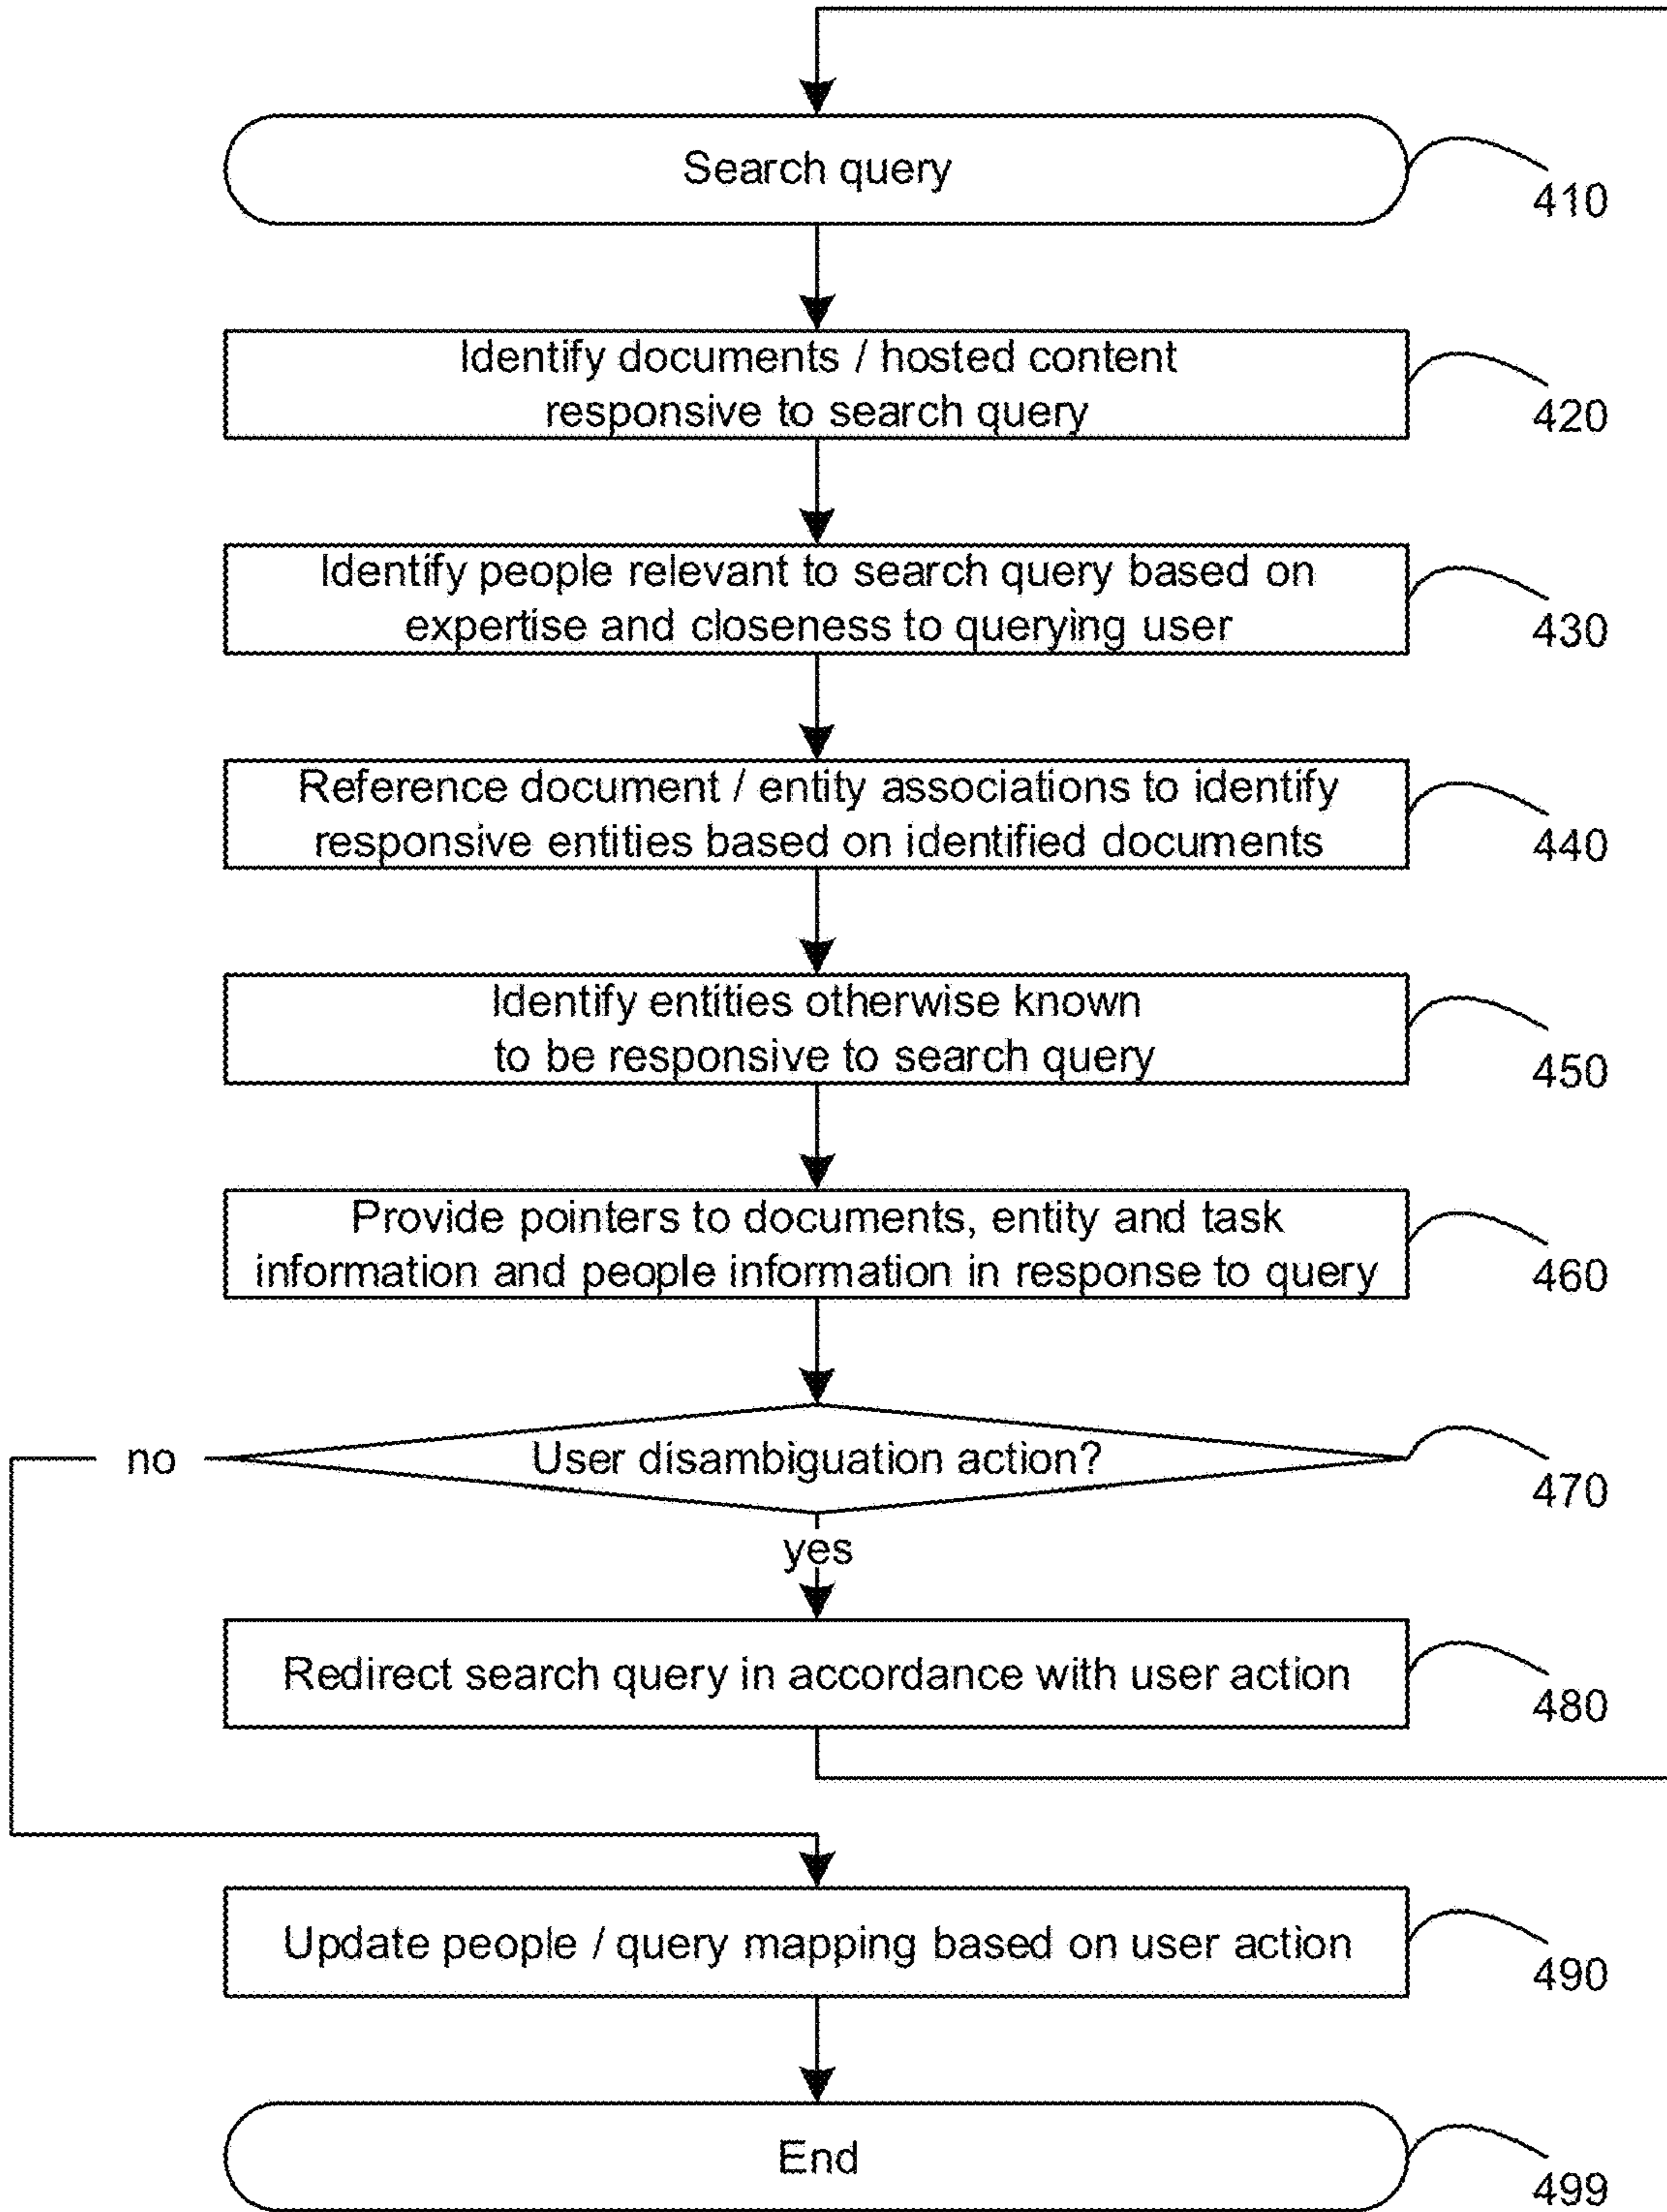 Search query
410
Identify documents / hosted content
responsive to search query
420
Identify people relevant to search query based on
expertise and closeness to querying user
430
Reference document / entity associations to identify
responsive entities based on identified documents
440
Identify entities otherwise known
to be responsive to search query
450
Provide pointers to documents, entity and task
information and people information in response to query
460
no
User disambiguation action?
470
yes
Redirect search query in accordance with user action
480
Update people / query mapping based on user action
490
End
499